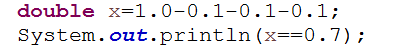 double x=1.0-0.1-0.1-0.1;
System.out.println(x==0.7);